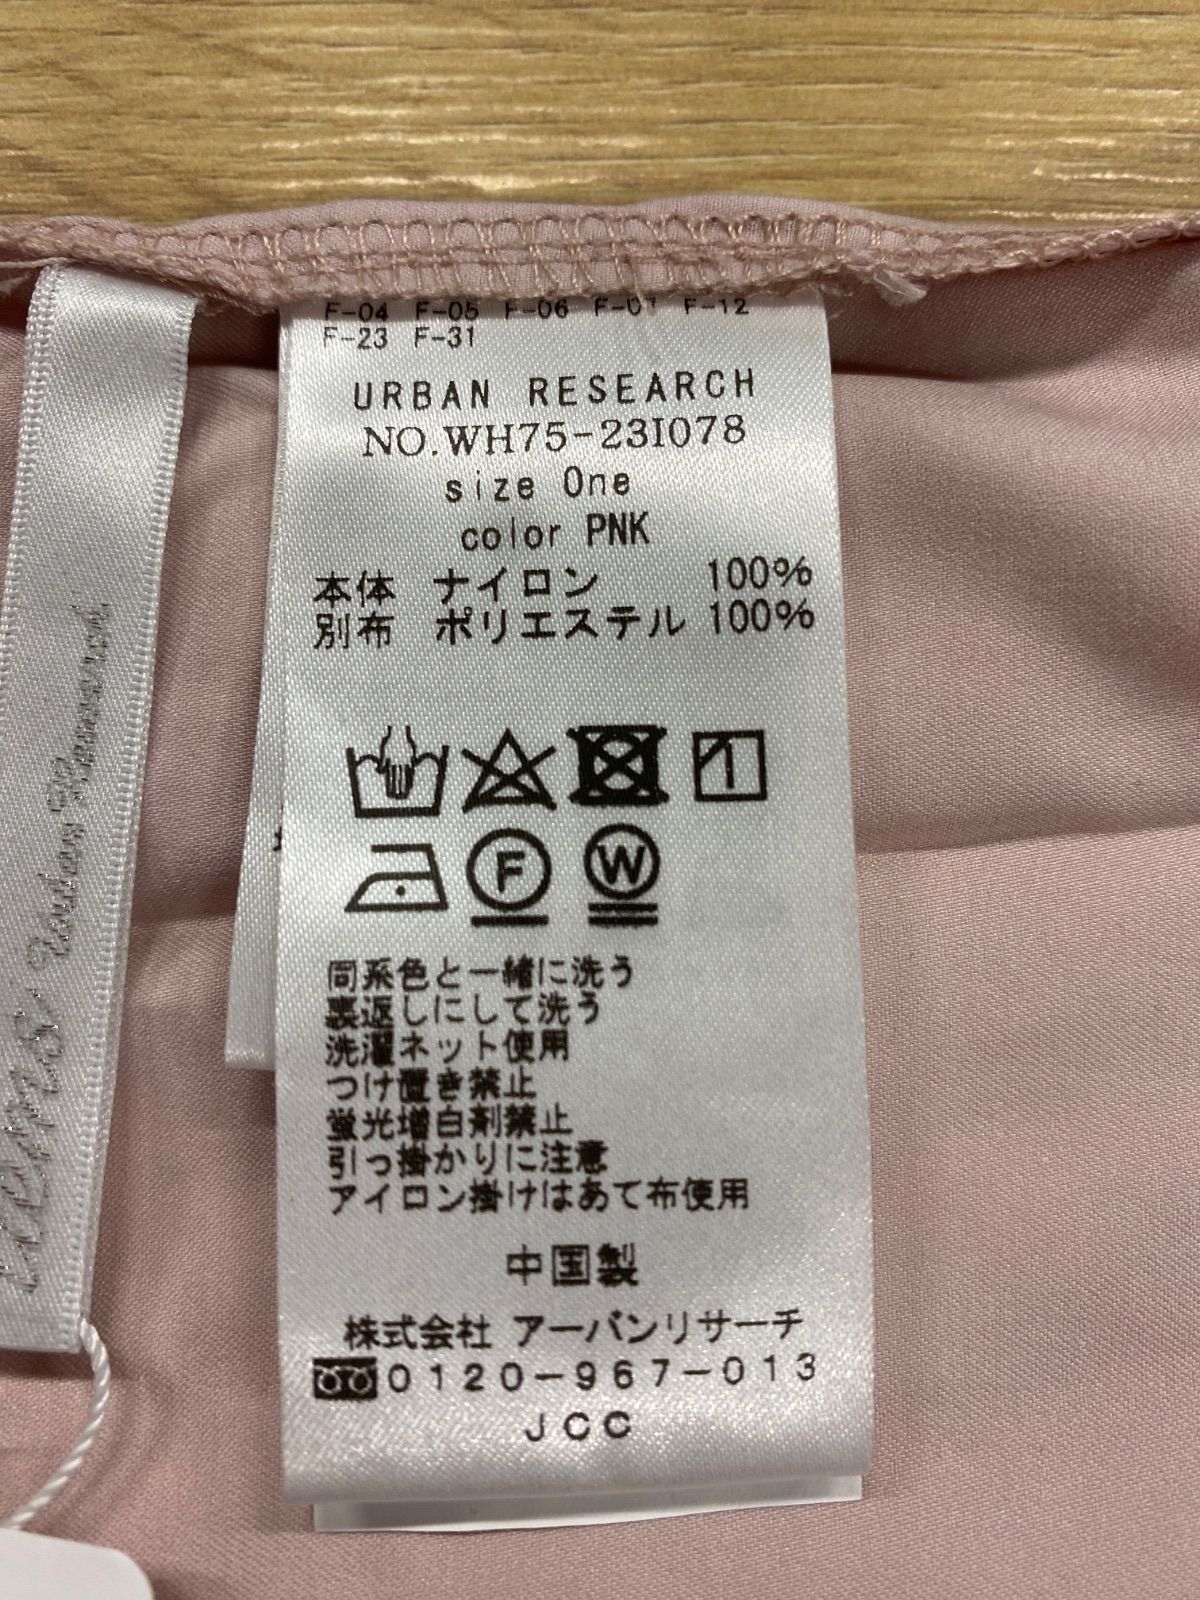 F-04 F-05 F-06 F-07 F-12
F-23 F-31
URBAN RESEARCH
NO.WH75-23I078
size One
color PNK
本体 ナイロン 100%
別布 ポリエステル 100%
F W
同系色と一緒に洗う
裏返しにして洗う
洗濯ネット使用
つけ置き禁止
蛍光増白剤禁止
引っ掛かりに注意
アイロン掛けはあて布使用
中国製
株式会社 アーバンリサーチ
0120-967-013
JCC